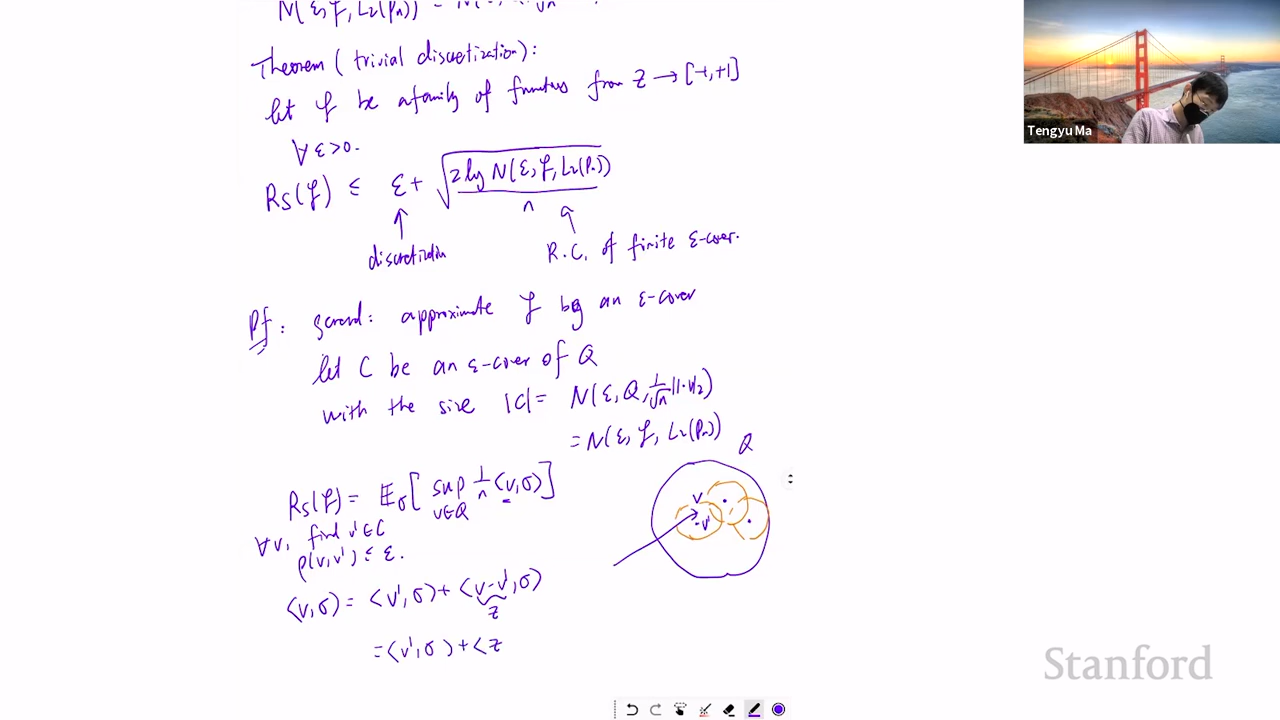 N(ε, F, L₂(Pn)) =
Theorem (trivial discretization):
let F be a family of functions from Z → [-1,+1]
∀ ε>0.
Rs(F) ≤ ε + √(2 log N(ε, F, L₂(Pn)) / n)
↑
discretization
R.C. of finite ε-cover.
Pf: approximate F by an ε-cover
let C be an ε-cover of Q
with the size |C| = N(ε, Q, 1/√n ||·||₂)
= N(ε, F, L₂(Pn))
Q
Rs(F) = 𝔼σ[ sup v∈Q 1/n ⟨v,σ⟩ ]
∀v, find v'∈C
ρ(v,v') ≤ ε.
v
v'
⟨v,σ⟩ = ⟨v',σ⟩ + ⟨v-v',σ⟩
z
= ⟨v',σ⟩ + ⟨z
Tengyu Ma
Stanford